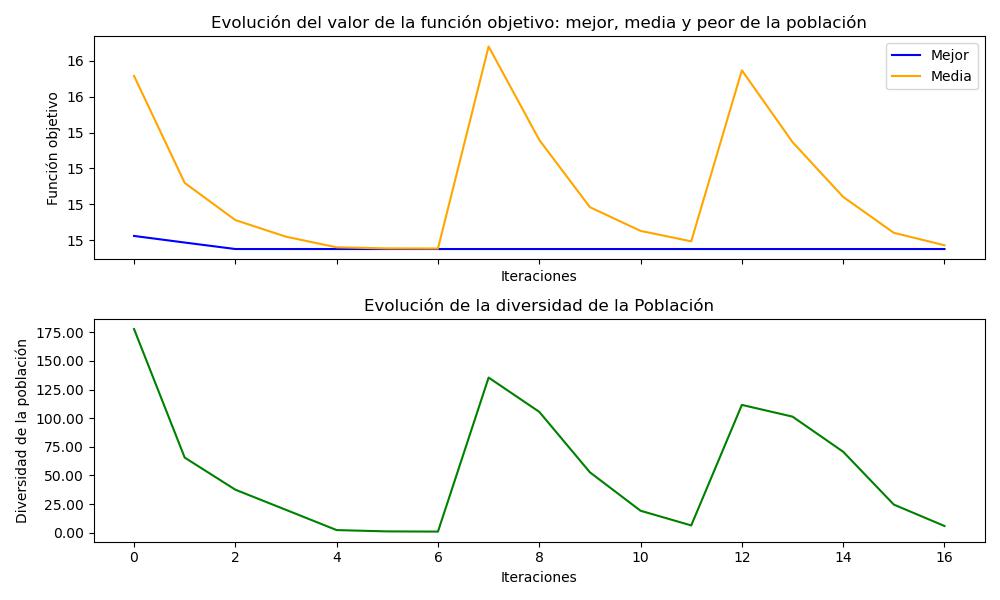 Evolución del valor de la función objetivo: mejor, media y peor de la población
Función objetivo
16
16
15
15
15
15
Mejor
Media
Iteraciones
Evolución de la diversidad de la Población
Diversidad de la población
175.00
150.00
125.00
100.00
75.00
50.00
25.00
0.00
0 2 4 6 8 10 12 14 16
Iteraciones